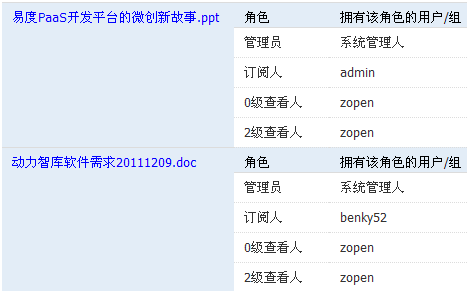 易度PaaS开发平台的微创新故事.ppt 角色 拥有该角色的用户/组
管理员 系统管理人
订阅人 admin
0级查看人 zopen
2级查看人 zopen
动力智库软件需求20111209.doc 角色 拥有该角色的用户/组
管理员 系统管理人
订阅人 benky52
0级查看人 zopen
2级查看人 zopen